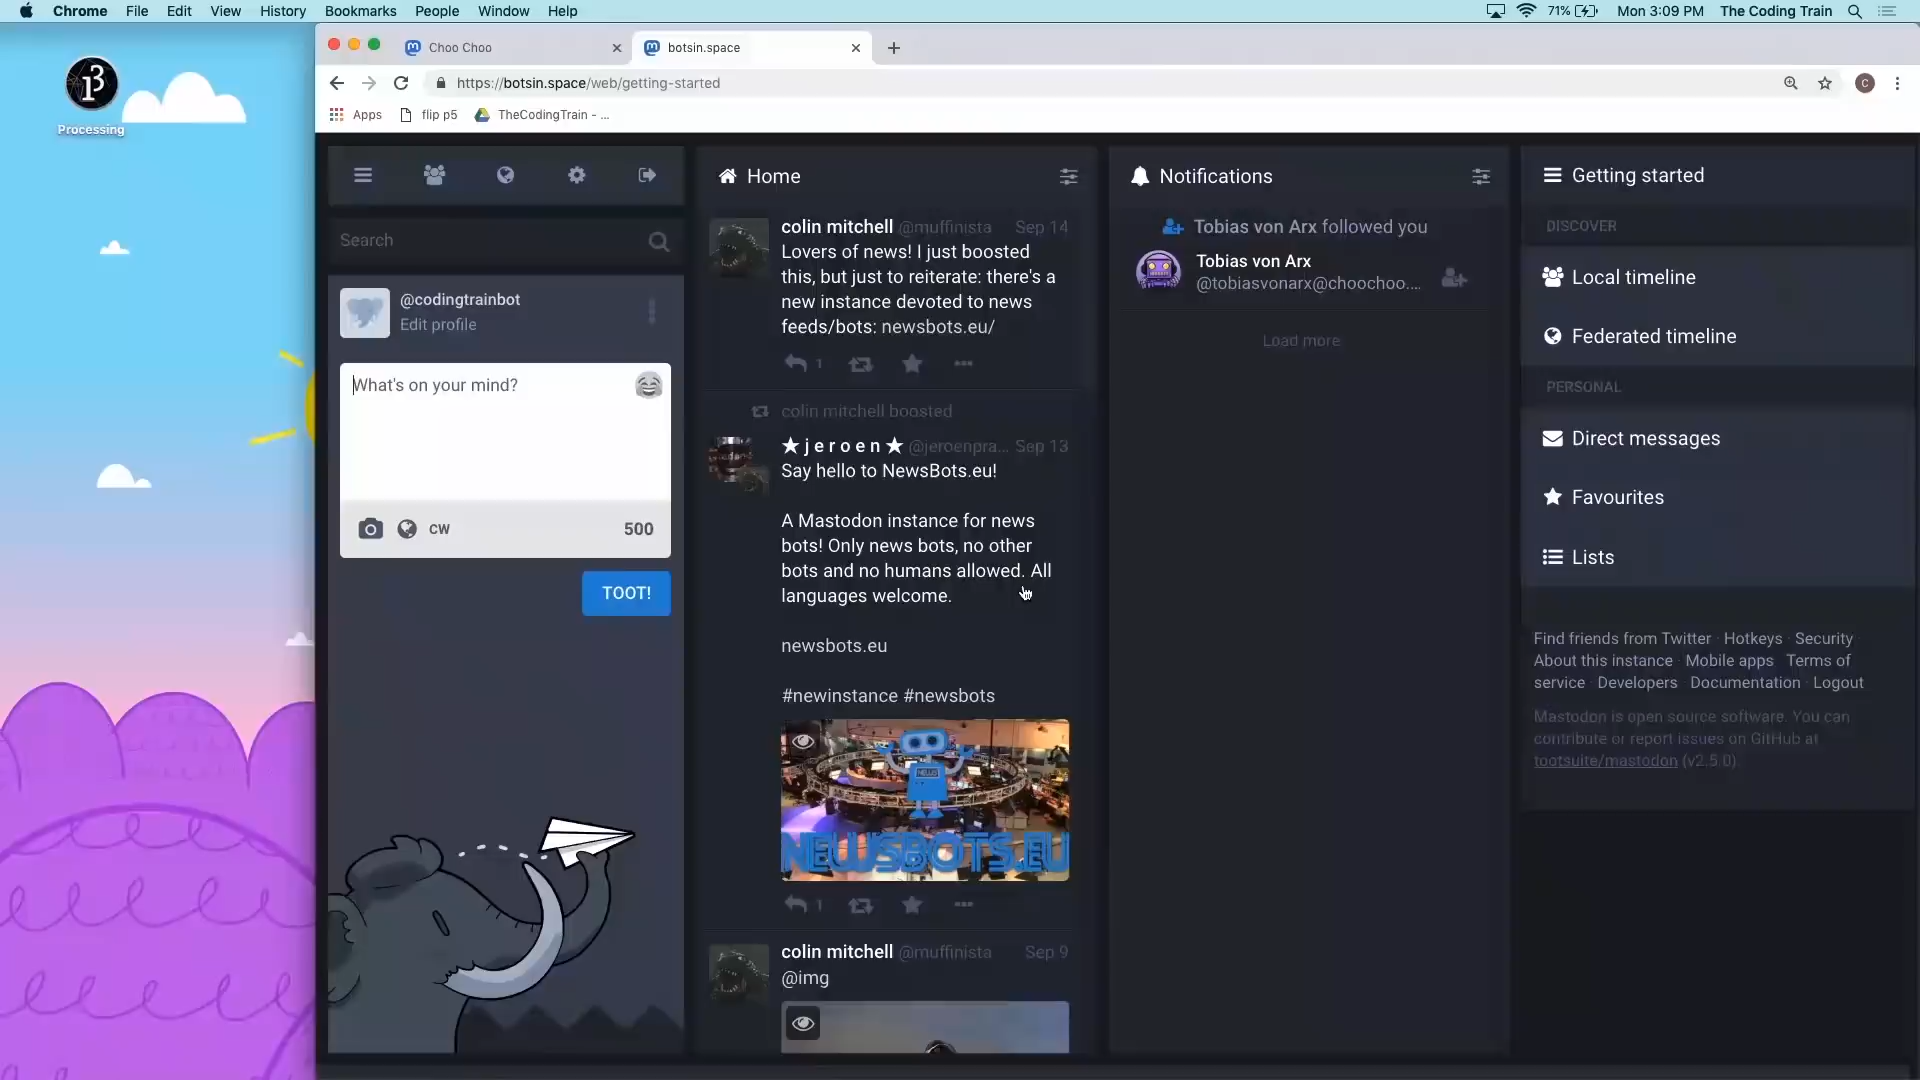 Chrome File Edit View History Bookmarks People Window Help
71% Mon 3:09 PM The Coding Train
Processing
Choo Choo
botsin.space
https://botsin.space/web/getting-started
Apps flip p5 TheCodingTrain - ...
Search
@codingtrainbot
Edit profile
What's on your mind?
CW 500
TOOT!
Home
colin mitchell @muffinista Sep 14
Lovers of news! I just boosted
this, but just to reiterate: there's a
new instance devoted to news
feeds/bots: newsbots.eu/
1
colin mitchell boosted
★ j e r o e n ★ @jeroenpra... Sep 13
Say hello to NewsBots.eu!
A Mastodon instance for news
bots! Only news bots, no other
bots and no humans allowed. All
languages welcome.
newsbots.eu
#newinstance #newsbots
NEWS
NEWSBOTS.EU
1
colin mitchell @muffinista Sep 9
@img
Notifications
Tobias von Arx followed you
Tobias von Arx
@tobiasvonarx@choochoo....
Load more
Getting started
DISCOVER
Local timeline
Federated timeline
PERSONAL
Direct messages
Favourites
Lists
Find friends from Twitter · Hotkeys · Security ·
About this instance · Mobile apps · Terms of
service · Developers · Documentation · Logout
Mastodon is open source software. You can
contribute or report issues on GitHub at
tootsuite/mastodon (v2.5.0).